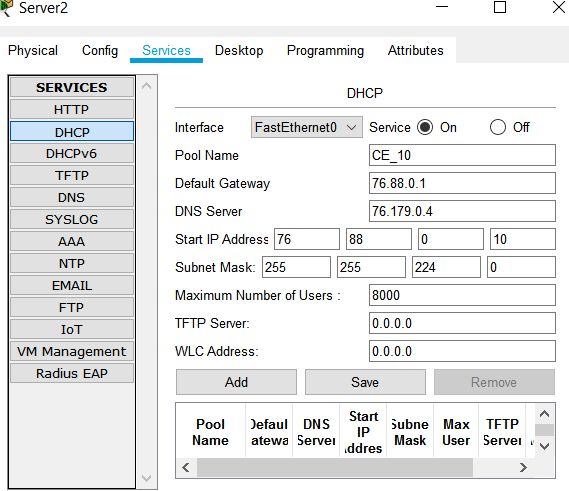 Server2
Physical Config Services Desktop Programming Attributes
SERVICES
HTTP
DHCP
DHCPv6
TFTP
DNS
SYSLOG
AAA
NTP
EMAIL
FTP
IoT
VM Management
Radius EAP
DHCP
Interface FastEthernet0 Service On Off
Pool Name CE_10
Default Gateway 76.88.0.1
DNS Server 76.179.0.4
Start IP Address 76 88 0 10
Subnet Mask: 255 255 224 0
Maximum Number of Users : 8000
TFTP Server: 0.0.0.0
WLC Address: 0.0.0.0
Add Save Remove
Pool Name
Defaul atewa
DNS Server
Start IP ddres
Subne Mask
Max User
TFTP Server